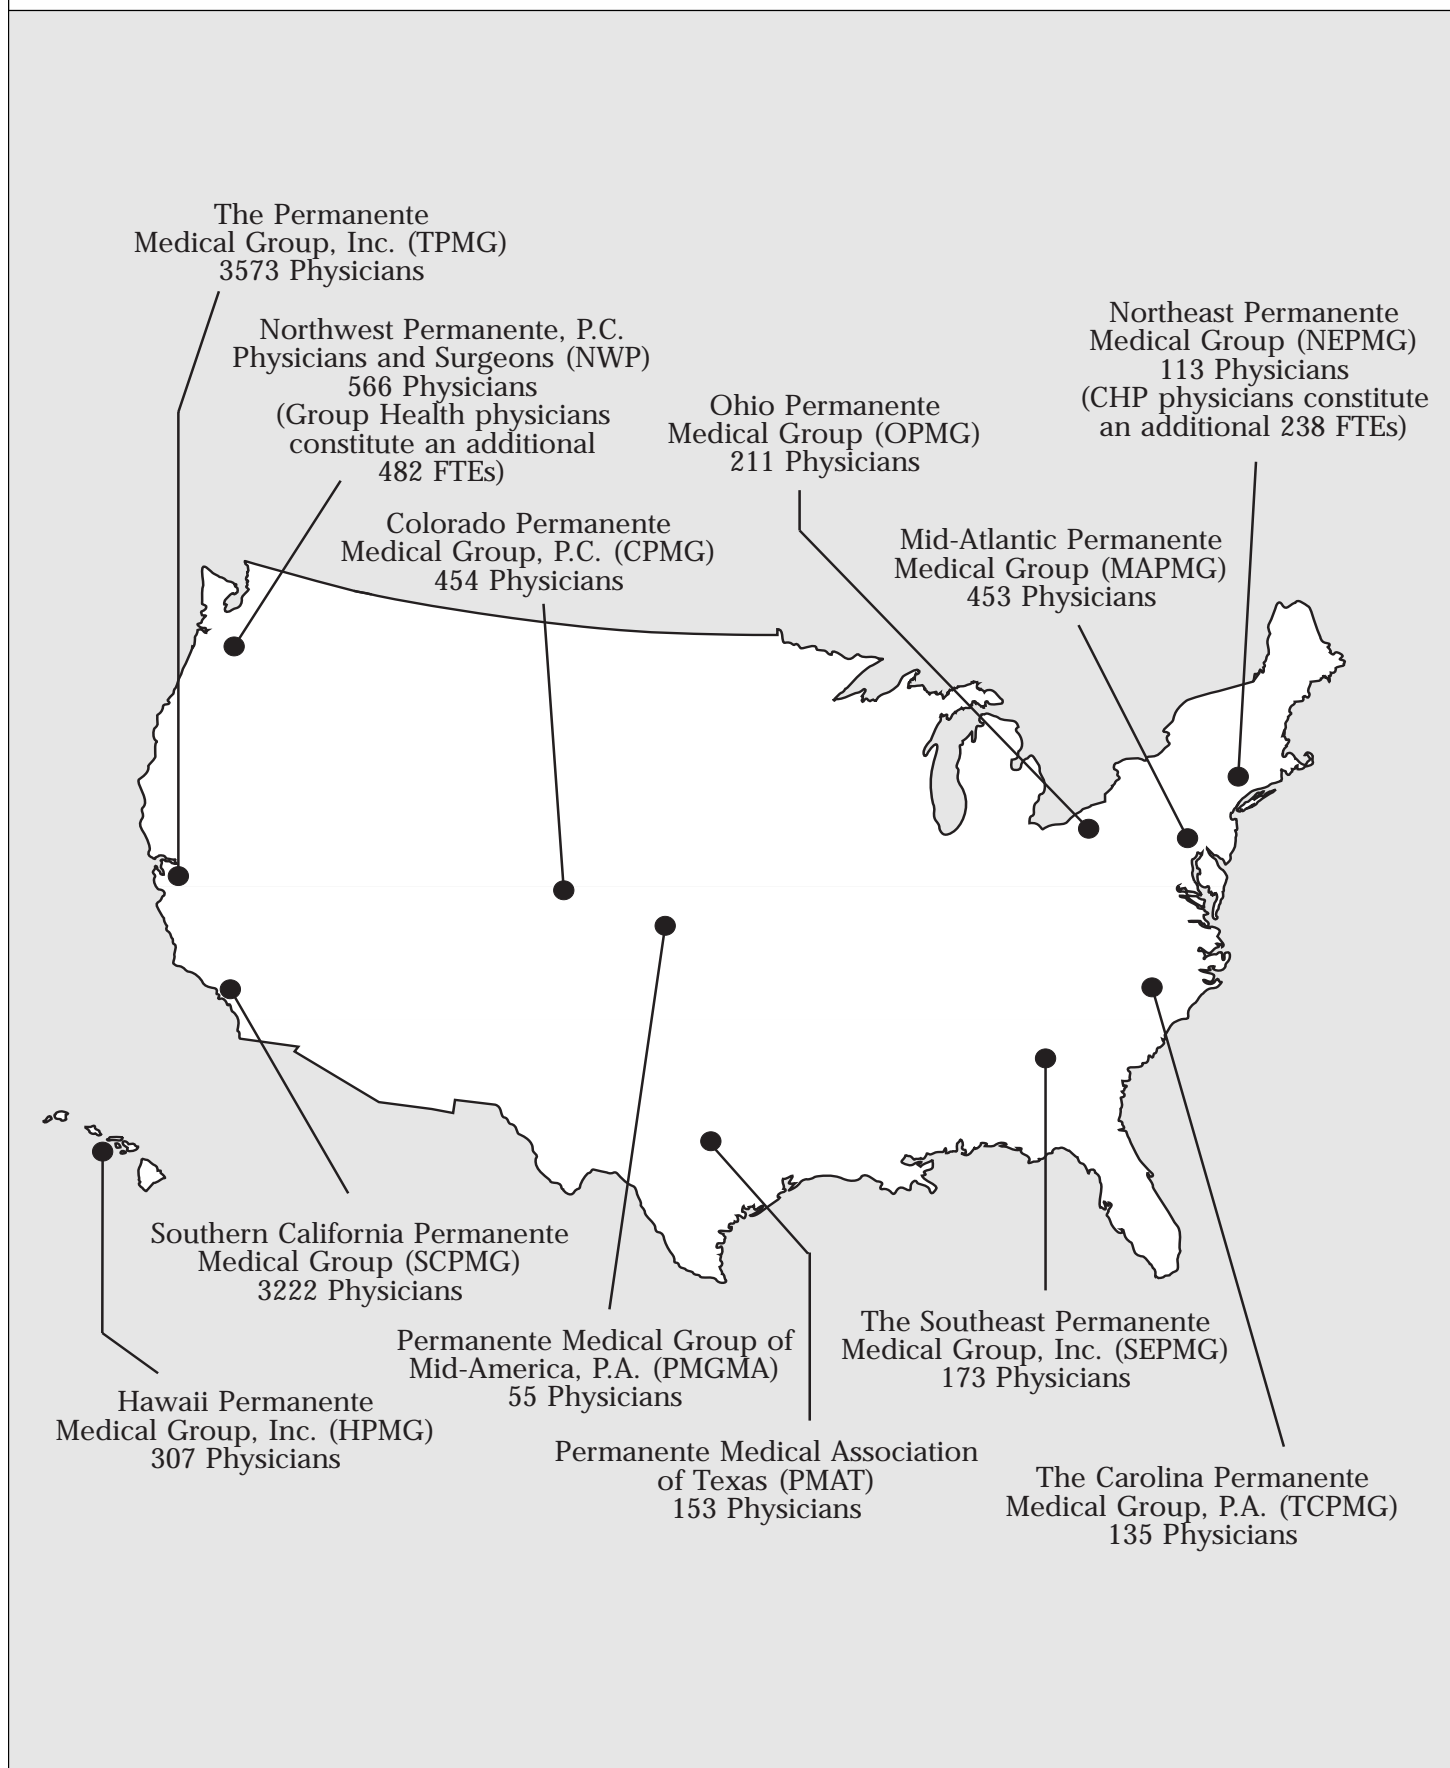 The Permanente
Medical Group, Inc. (TPMG)
3573 Physicians
Northwest Permanente, P.C.
Physicians and Surgeons (NWP)
566 Physicians
(Group Health physicians
constitute an additional
482 FTEs)
Colorado Permanente
Medical Group, P.C. (CPMG)
454 Physicians
Ohio Permanente
Medical Group (OPMG)
211 Physicians
Northeast Permanente
Medical Group (NEPMG)
113 Physicians
(CHP physicians constitute
an additional 238 FTEs)
Mid-Atlantic Permanente
Medical Group (MAPMG)
453 Physicians
Southern California Permanente
Medical Group (SCPMG)
3222 Physicians
Hawaii Permanente
Medical Group, Inc. (HPMG)
307 Physicians
Permanente Medical Group of
Mid-America, P.A. (PMGMA)
55 Physicians
Permanente Medical Association
of Texas (PMAT)
153 Physicians
The Southeast Permanente
Medical Group, Inc. (SEPMG)
173 Physicians
The Carolina Permanente
Medical Group, P.A. (TCPMG)
135 Physicians